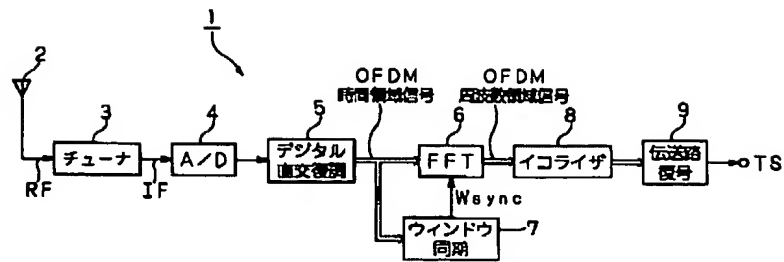 1
2
3
4
5
6
7
8
9
OFDM
時間領域信号
OFDM
周波数領域信号
チューナ
A/D
デジタル
直交復調
FFT
イコライザ
伝送路
復号
TS
RF
IF
Wsync
ウィンドウ
同期